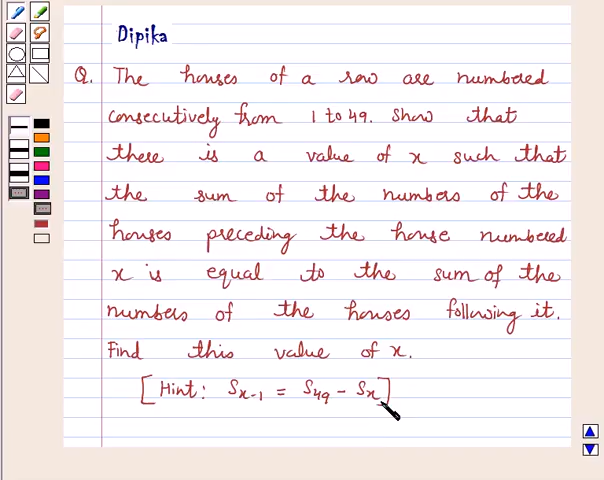 Dipika
Q. The houses of a row are numbered
consecutively from 1 to 49. Show that
there is a value of x such that
the sum of the numbers of the
houses preceding the house numbered
x is equal to the sum of the
numbers of the houses following it.
Find this value of x.
[Hint: Sx-1 = S49 - Sx]